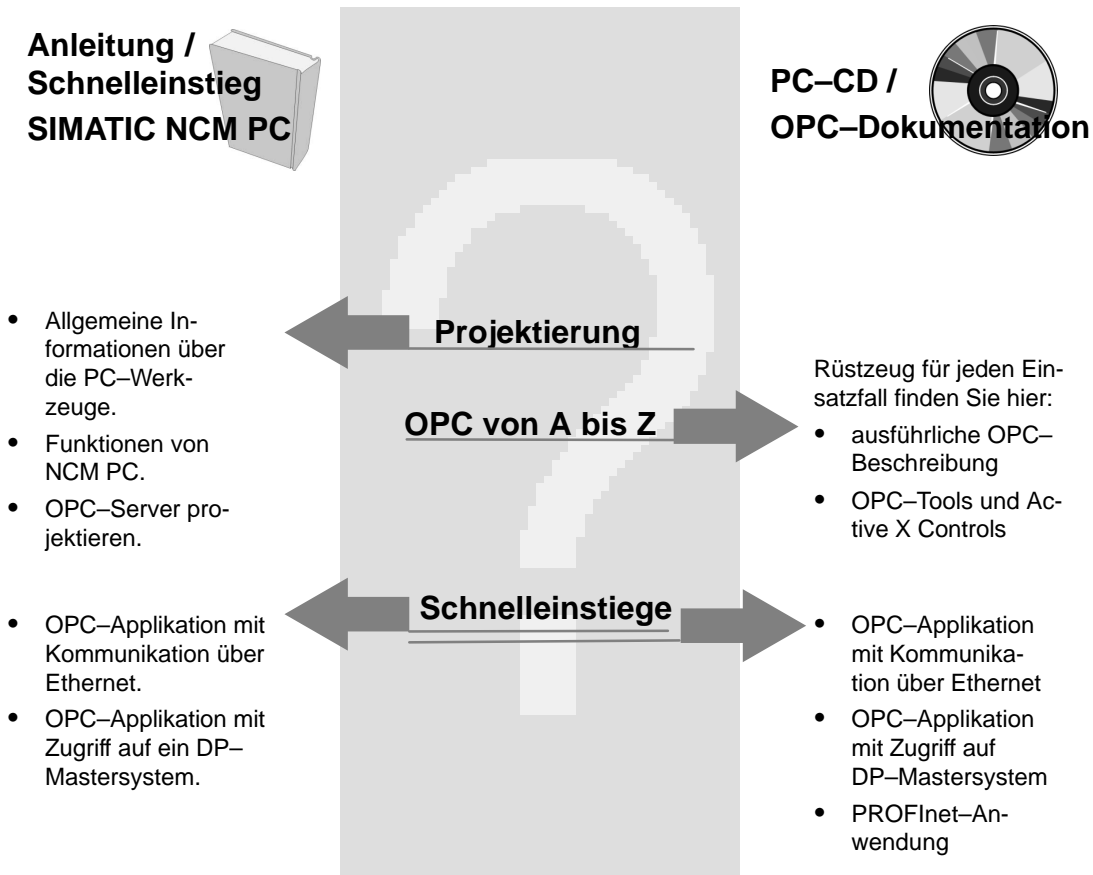 Anleitung /
Schnelleinstieg
SIMATIC NCM PC
PC–CD /
OPC–Dokumentation
Projektierung
• Allgemeine In-
formationen über
die PC–Werk-
zeuge.
• Funktionen von
NCM PC.
• OPC–Server pro-
jektieren.
OPC von A bis Z
Rüstzeug für jeden Ein-
satzfall finden Sie hier:
• ausführliche OPC–
Beschreibung
• OPC–Tools und Ac-
tive X Controls
Schnelleinstiege
• OPC–Applikation mit
Kommunikation über
Ethernet.
• OPC–Applikation mit
Zugriff auf ein DP–
Mastersystem.
• OPC–Applikation
mit Kommunika-
tion über Ethernet
• OPC–Applikation
mit Zugriff auf
DP–Mastersystem
• PROFInet–An-
wendung